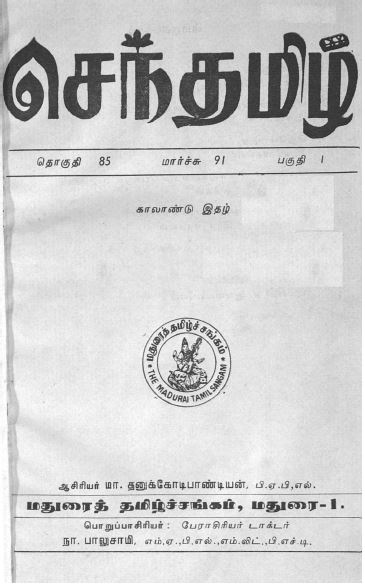 செந்தமிழ்
தொகுதி 85 மார்ச்சு 91 பகுதி 1
காலாண்டு இதழ்
மதுரைத்தமிழ்ச்சங்கம்
THE MADURAI TAMIL SANGAM
ஆசிரியர் மா. தனுக்கோடிபாண்டியன், பி.ஏ.பி,எல்.
மதுரைத் தமிழ்ச்சங்கம், மதுரை-1.
பொறுப்பாசிரியர் : பேராசிரியர் டாக்டர்
நா. பாலுசாமி, எம்.ஏ.,பி.எல்.,எம்.லிட்.,பி.எச்.டி.